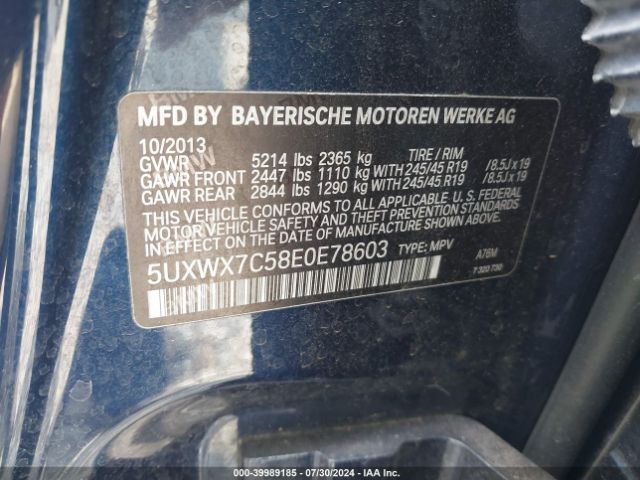 MFD BY BAYERISCHE MOTOREN WERKE AG
10/2013
GVWR 5214 lbs 2365 kg TIRE / RIM
GAWR FRONT 2447 lbs 1110 kg WITH 245/45 R19 / 8.5J x 19
GAWR REAR 2844 lbs 1290 kg WITH 245/45 R19 / 8.5J x 19
THIS VEHICLE CONFORMS TO ALL APPLICABLE U. S. FEDERAL
MOTOR VEHICLE SAFETY AND THEFT PREVENTION STANDARDS
IN EFFECT ON THE DATE OF MANUFACTURE SHOWN ABOVE.
5UXWX7C58E0E78603 TYPE: MPV A76M
7 320 730
000-39989185 / 07/30/2024 / IAA Inc.